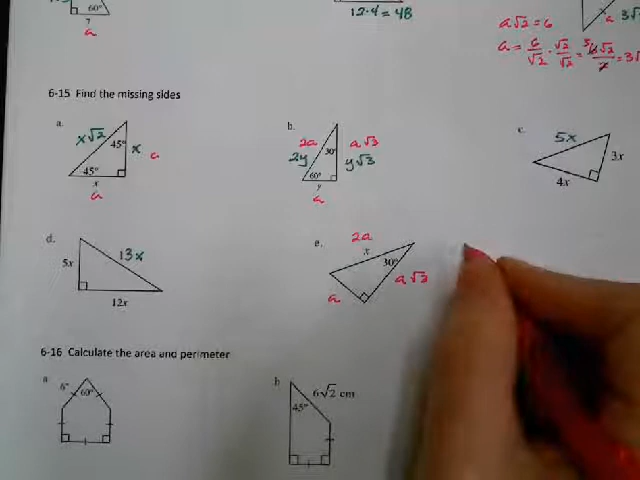 60°
7
a
12·4=48
a√2=6
a= 6/√2 · √2/√2 =
a
6-15 Find the missing sides
a.
x√2
45°
x
a
45°
x
a
b.
2a
30°
a√3
2y
y√3
60°
y
a
c.
5x
3x
4x
d.
5x
13x
12x
e.
2a
x
30°
a√3
a
6-16 Calculate the area and perimeter
a
6"
60°
b
6√2 cm
45°